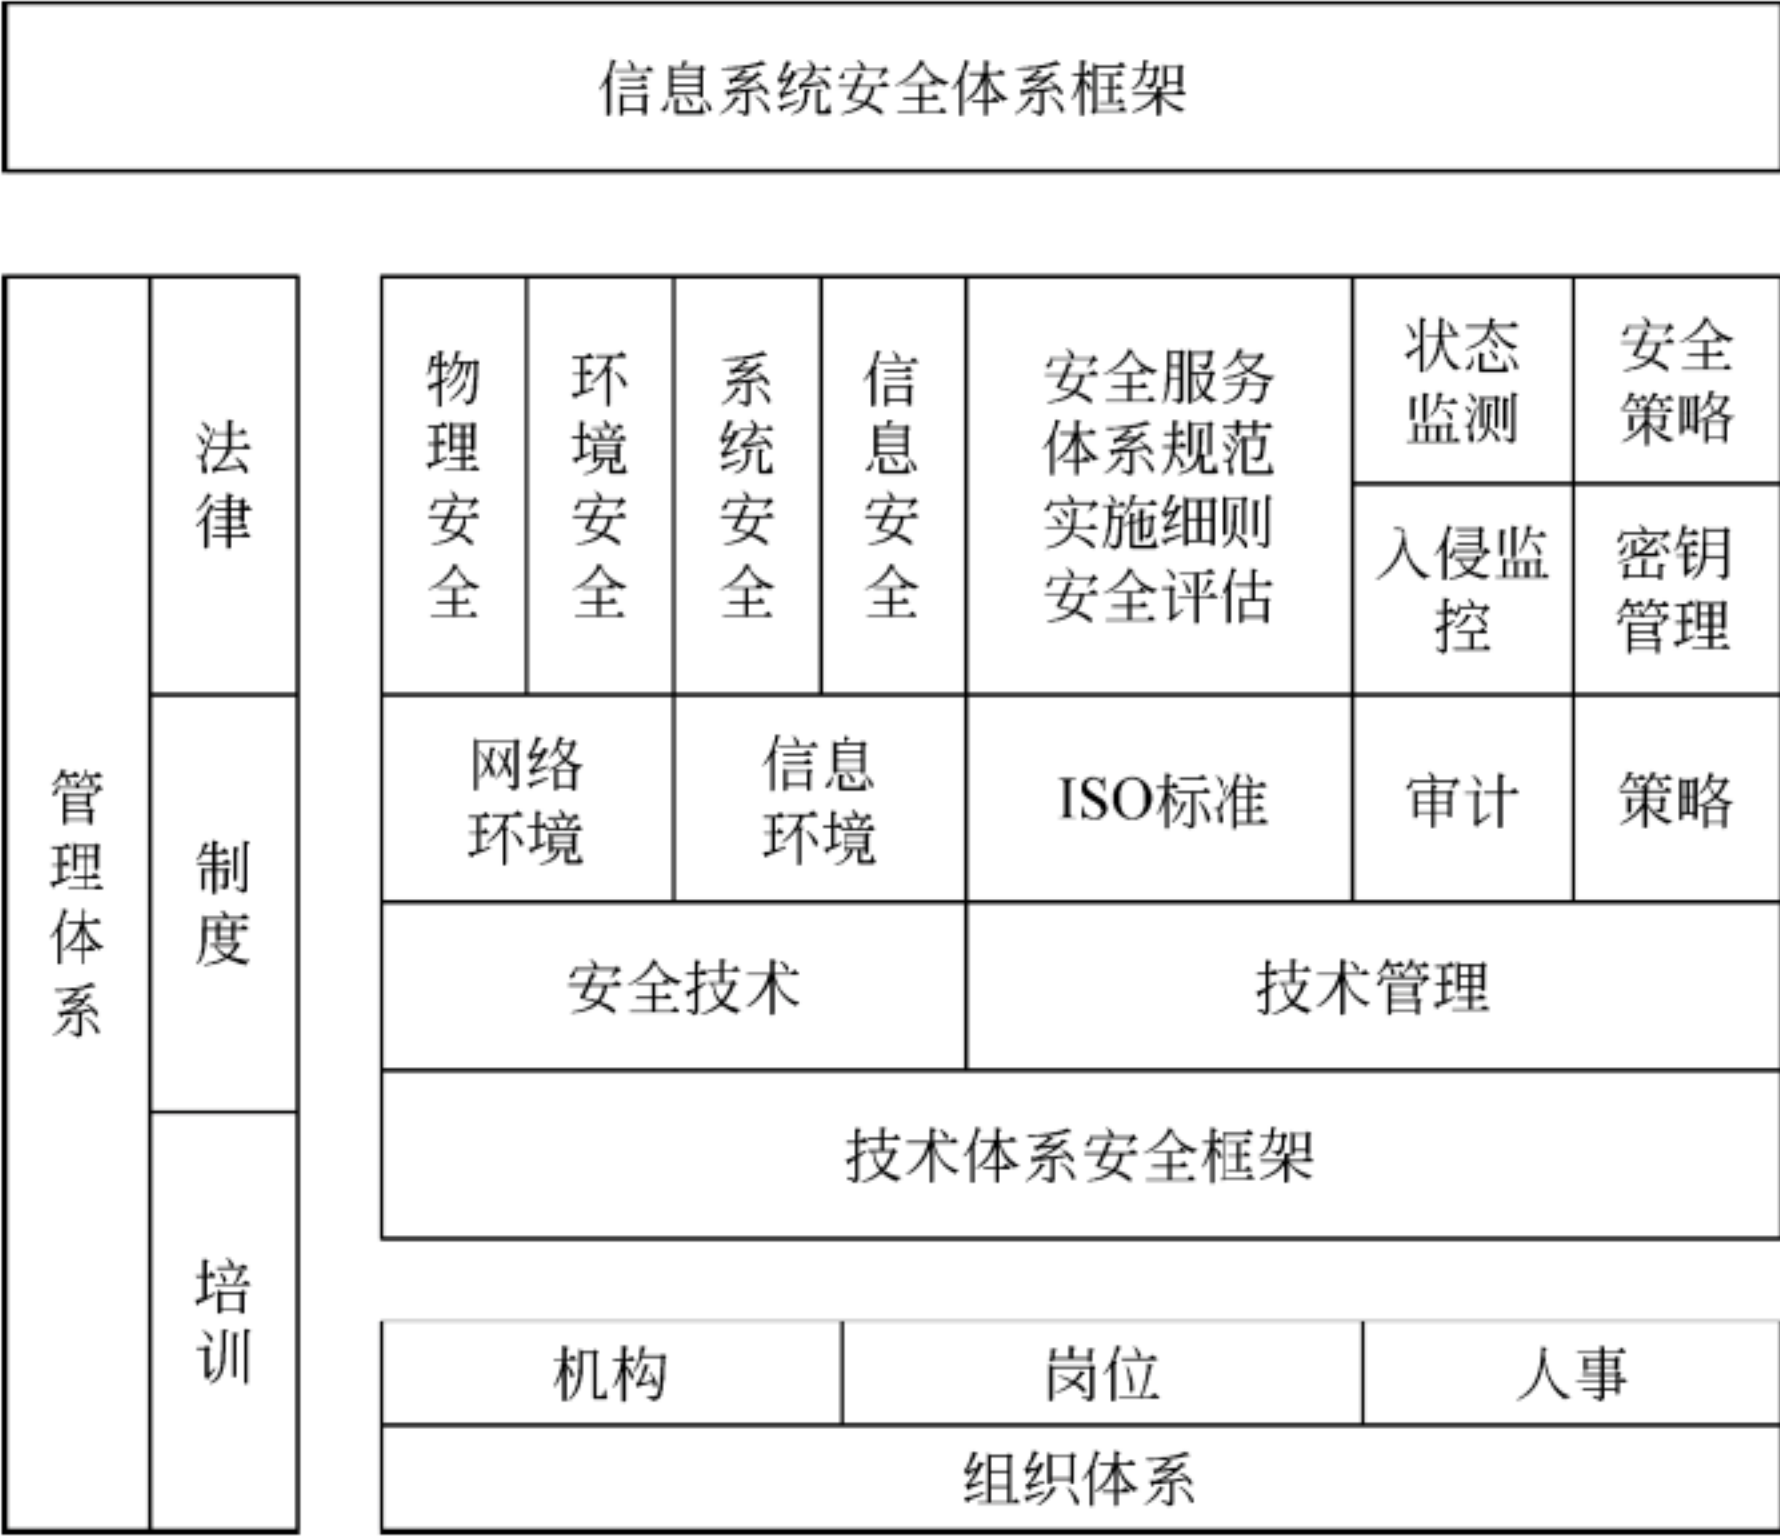 信息系统安全体系框架
管理体系
法律
制度
培训
物理安全
环境安全
系统安全
信息安全
安全服务
体系规范
实施细则
安全评估
状态
监测
安全
策略
入侵监
控
密钥
管理
网络
环境
信息
环境
ISO标准
审计
策略
安全技术
技术管理
技术体系安全框架
机构
岗位
人事
组织体系